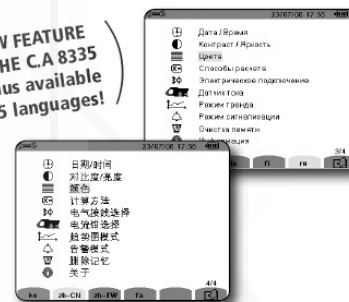 W FEATURE
HE C.A 8335
us available
5 languages!
23/07/08 17:55
Дата / Время
Контраст / Яркость
Цвета
Способы расчета
Электрическое подключение
Датчик тока
Режим тренда
Режим сигнализации
Очистка памяти
Информация
fi
ru
3/4
23/07/08 17:56
日期/时间
对比度/亮度
颜色
计算方法
电气接线选择
电流钳选择
趋势图模式
告警模式
删除记忆
关于
4/4
ko
zh-CN
zh-TW
fa